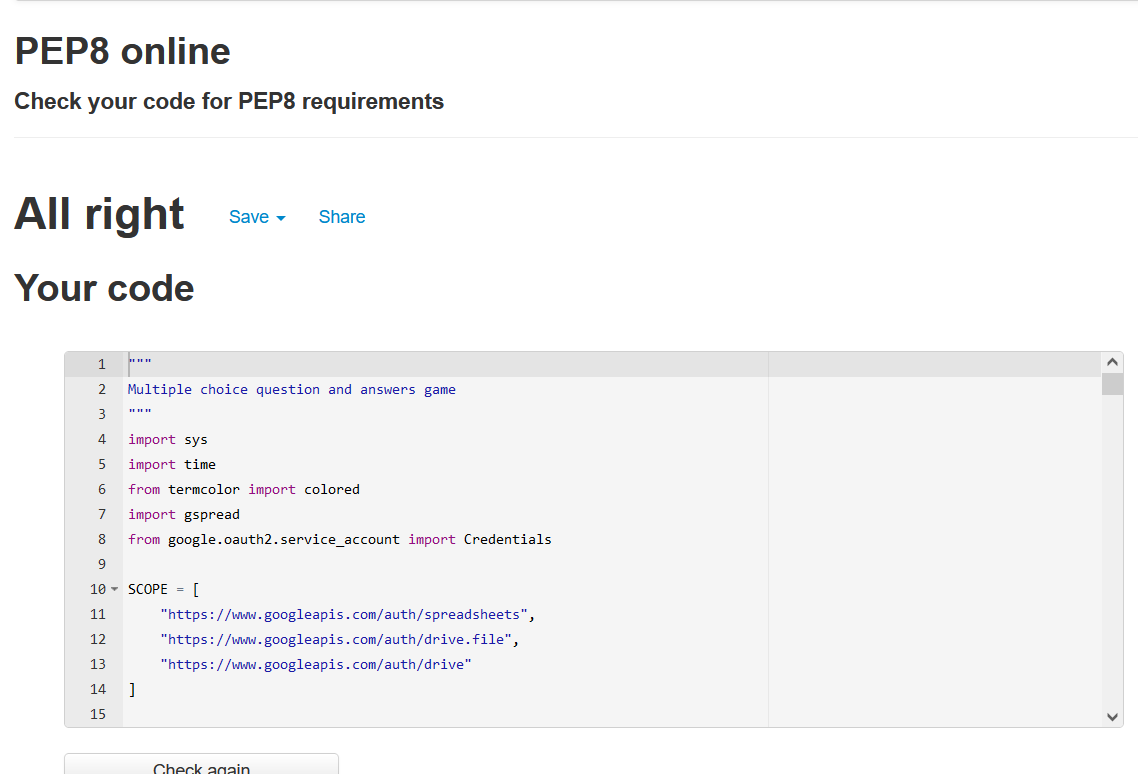 PEP8 online
Check your code for PEP8 requirements
All right Save Share
Your code
1 """
2 Multiple choice question and answers game
3 """
4 import sys
5 import time
6 from termcolor import colored
7 import gspread
8 from google.oauth2.service_account import Credentials
9
10 SCOPE = [
11     "https://www.googleapis.com/auth/spreadsheets",
12     "https://www.googleapis.com/auth/drive.file",
13     "https://www.googleapis.com/auth/drive"
14 ]
15
Check again